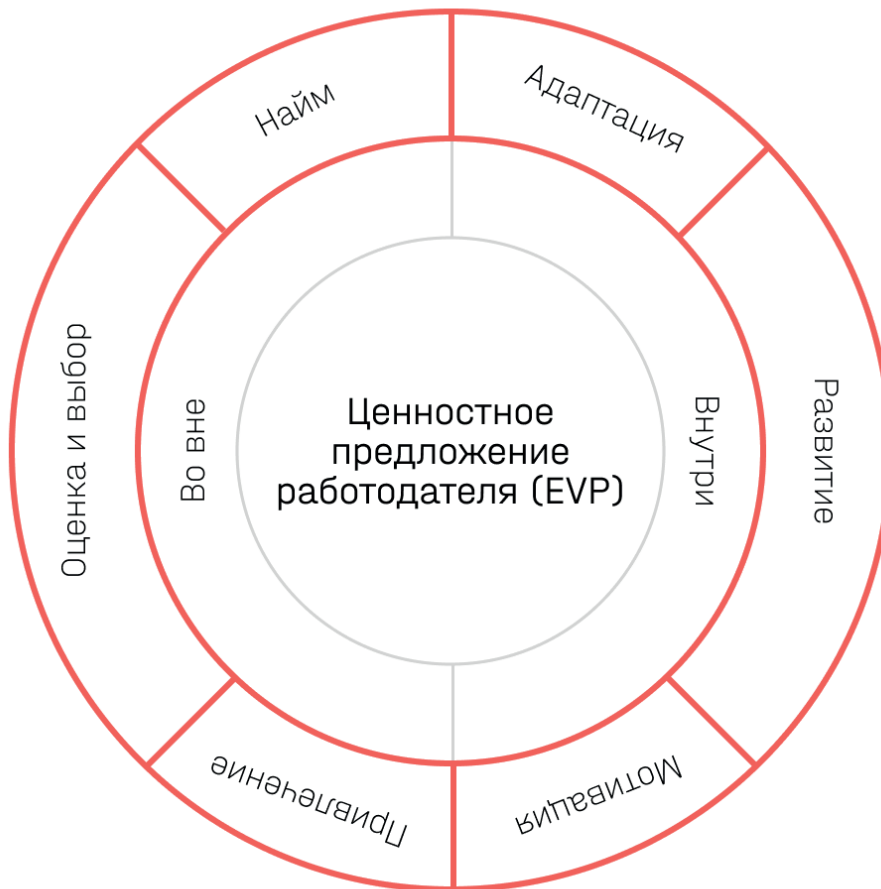 Найм
Адаптация
Оценка и выбор
Во вне
Ценностное
предложение
работодателя (EVP)
Внутри
Развитие
Привлечение
Мотивация